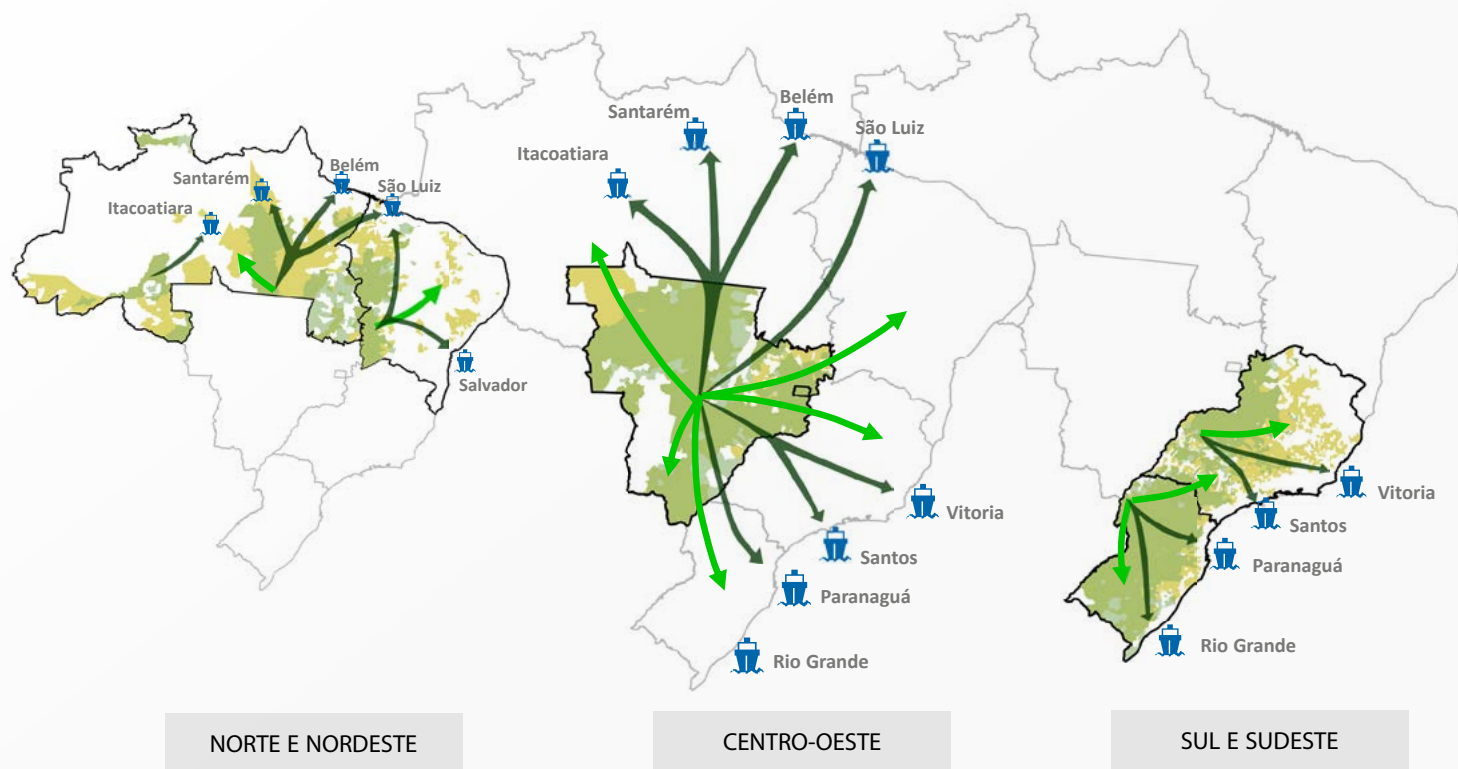 Santarém
Belém
São Luiz
Itacoatiara
Salvador
NORTE E NORDESTE
Santarém
Belém
São Luiz
Itacoatiara
Vitoria
Santos
Paranaguá
Rio Grande
CENTRO-OESTE
Vitoria
Santos
Paranaguá
Rio Grande
SUL E SUDESTE